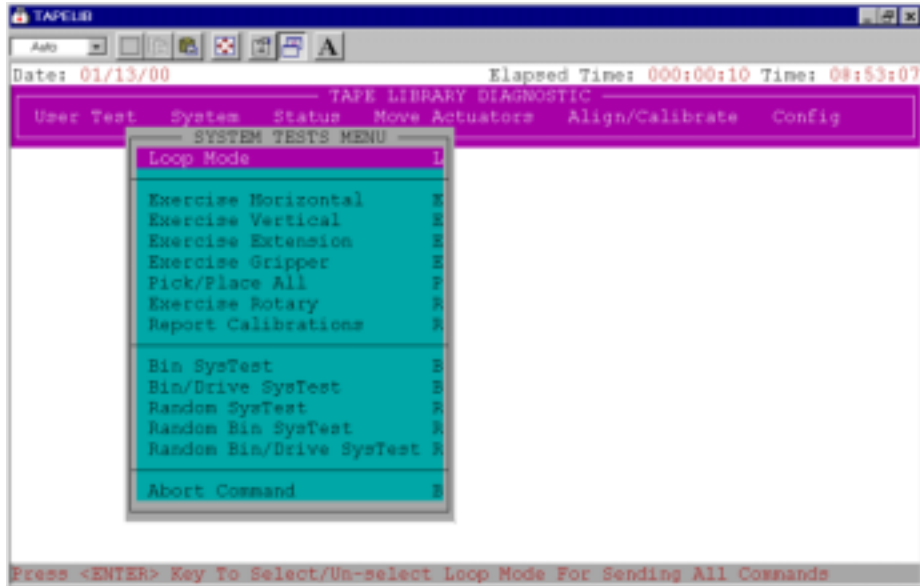 TAPELIB
Auto A
Date: 01/13/00 Elapsed Time: 000:00:10 Time: 08:53:07
TAPE LIBRARY DIAGNOSTIC
User Test System Status Move Actuators Align/Calibrate Config
SYSTEM TESTS MENU
Loop Mode L
Exercise Horizontal E
Exercise Vertical E
Exercise Extension E
Exercise Gripper E
Pick/Place All P
Exercise Rotary R
Report Calibrations R
Bin SysTest B
Bin/Drive SysTest B
Random SysTest R
Random Bin SysTest R
Random Bin/Drive SysTest R
Abort Command B
Press <ENTER> Key To Select/Un-select Loop Mode For Sending All Commands